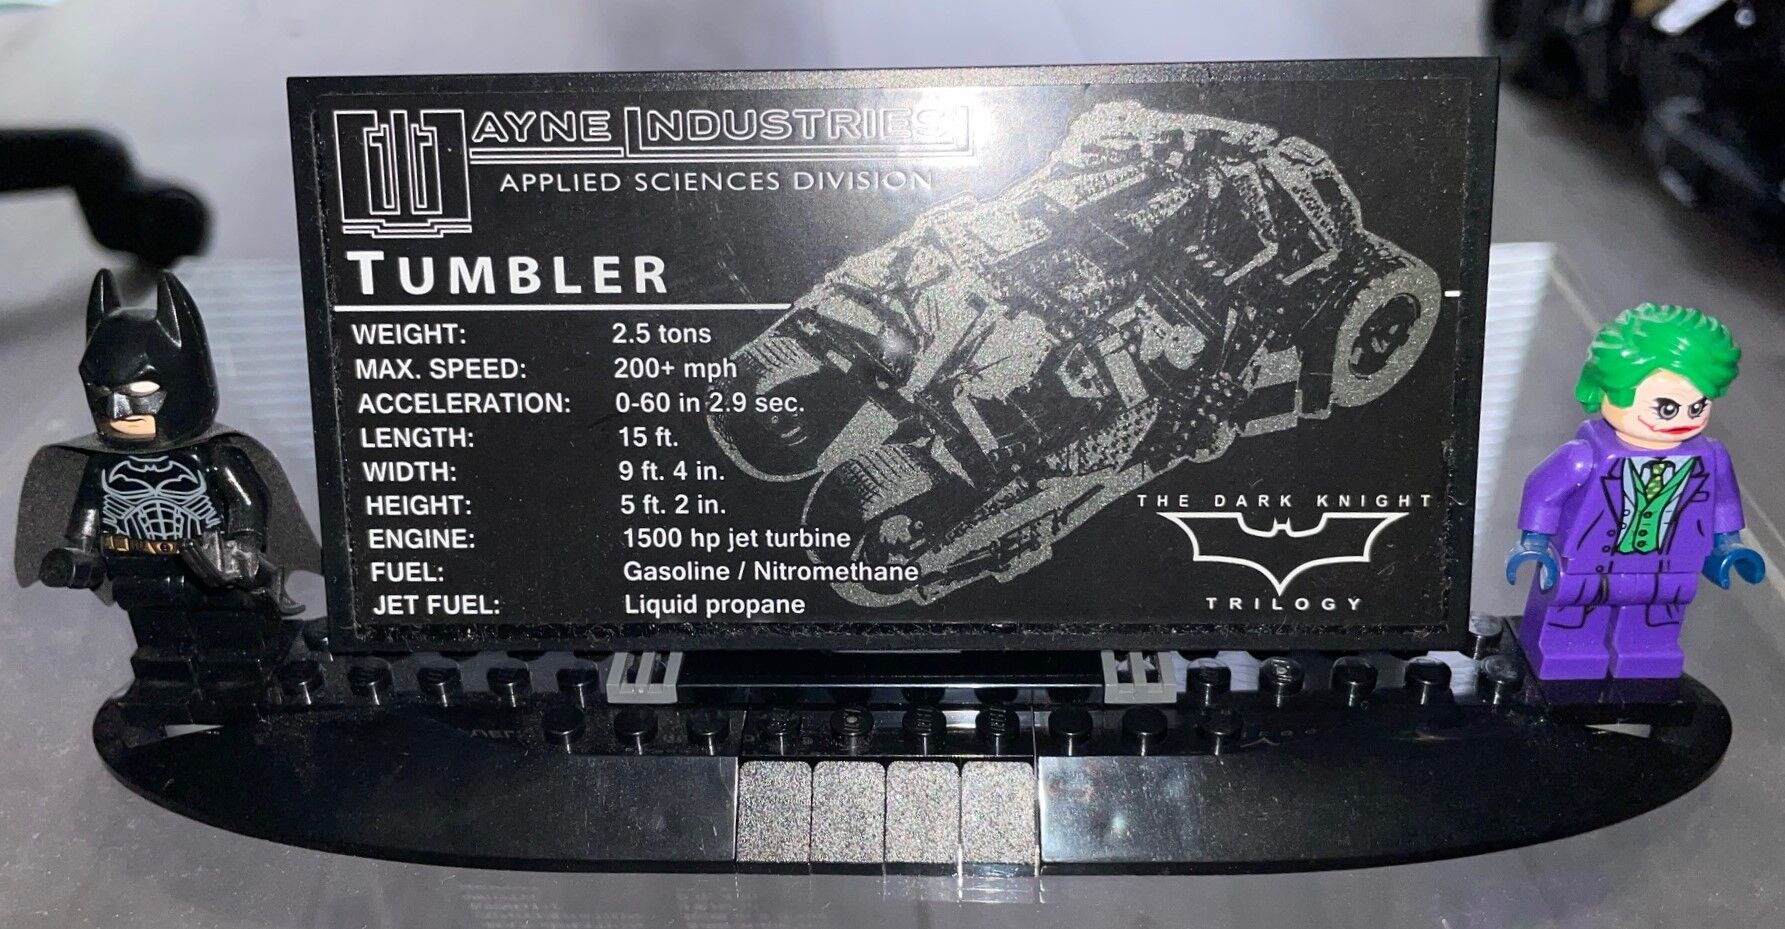 WAYNE INDUSTRIES
APPLIED SCIENCES DIVISION
TUMBLER
WEIGHT: 2.5 tons
MAX. SPEED: 200+ mph
ACCELERATION: 0-60 in 2.9 sec.
LENGTH: 15 ft.
WIDTH: 9 ft. 4 in.
HEIGHT: 5 ft. 2 in.
ENGINE: 1500 hp jet turbine
FUEL: Gasoline / Nitromethane
JET FUEL: Liquid propane
THE DARK KNIGHT
TRILOGY